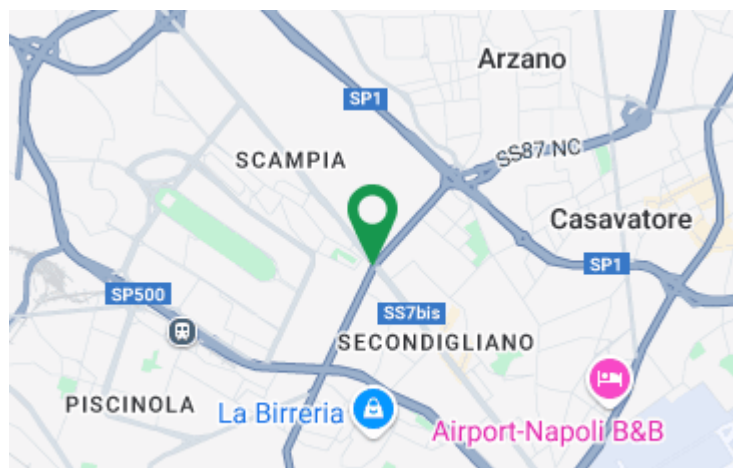 Arzano
SP1
SS87 NC
SCAMPIA
Casavatore
SP1
SP500
SS7bis
SECONDIGLIANO
PISCINOLA
La Birreria
Airport-Napoli B&B